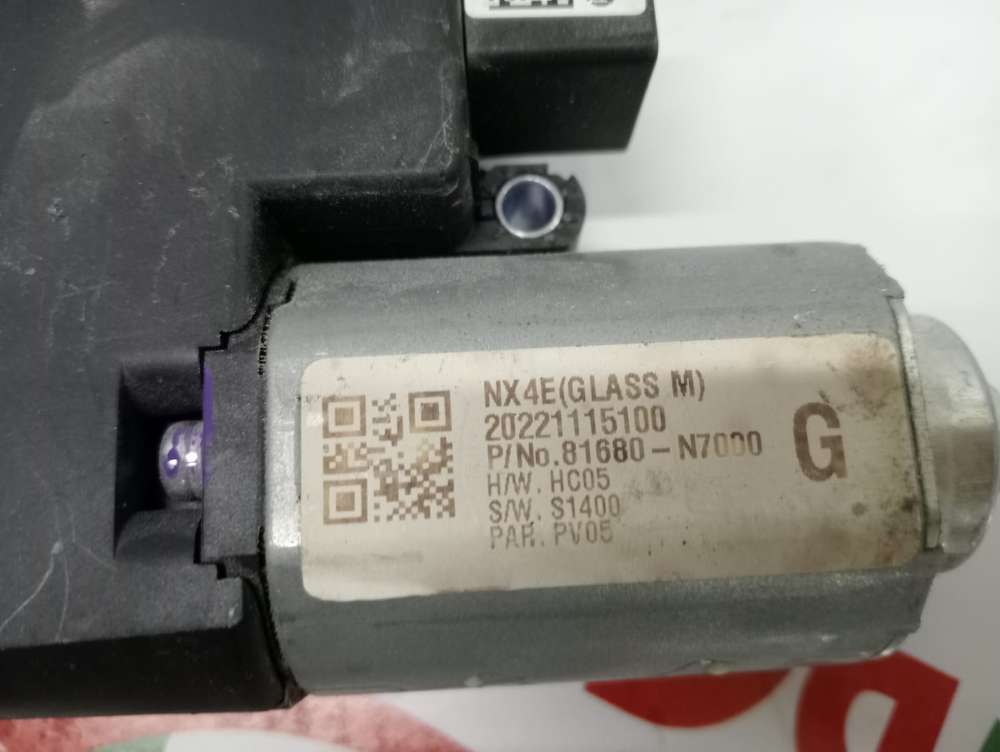 NX4E(GLASS M)
20221115100
P/No.81680-N7000
H/W. HC05
S/W. S1400
PAR. PV05
G